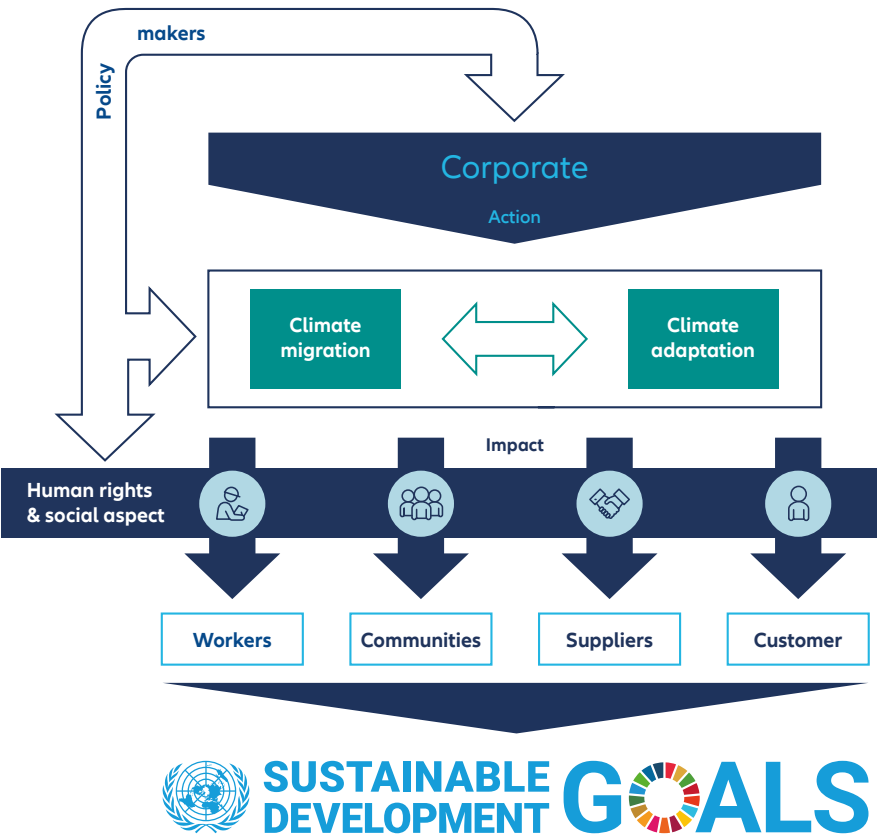 makers
Policy
Corporate
Action
Climate
migration
Climate
adaptation
Impact
Human rights
& social aspect
Workers
Communities
Suppliers
Customer
SUSTAINABLE
DEVELOPMENT
GOALS